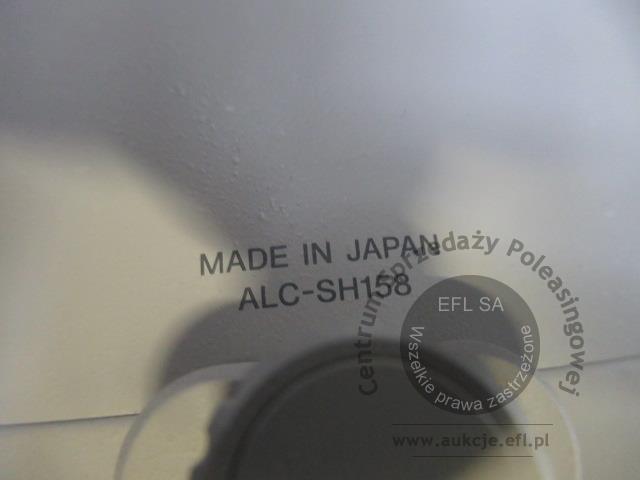 MADE IN JAPAN
ALC-SH158
Centrum Sprzedaży Poleasingowej
EFL SA
Wszelkie prawa zastrzeżone
www.aukcje.efl.pl